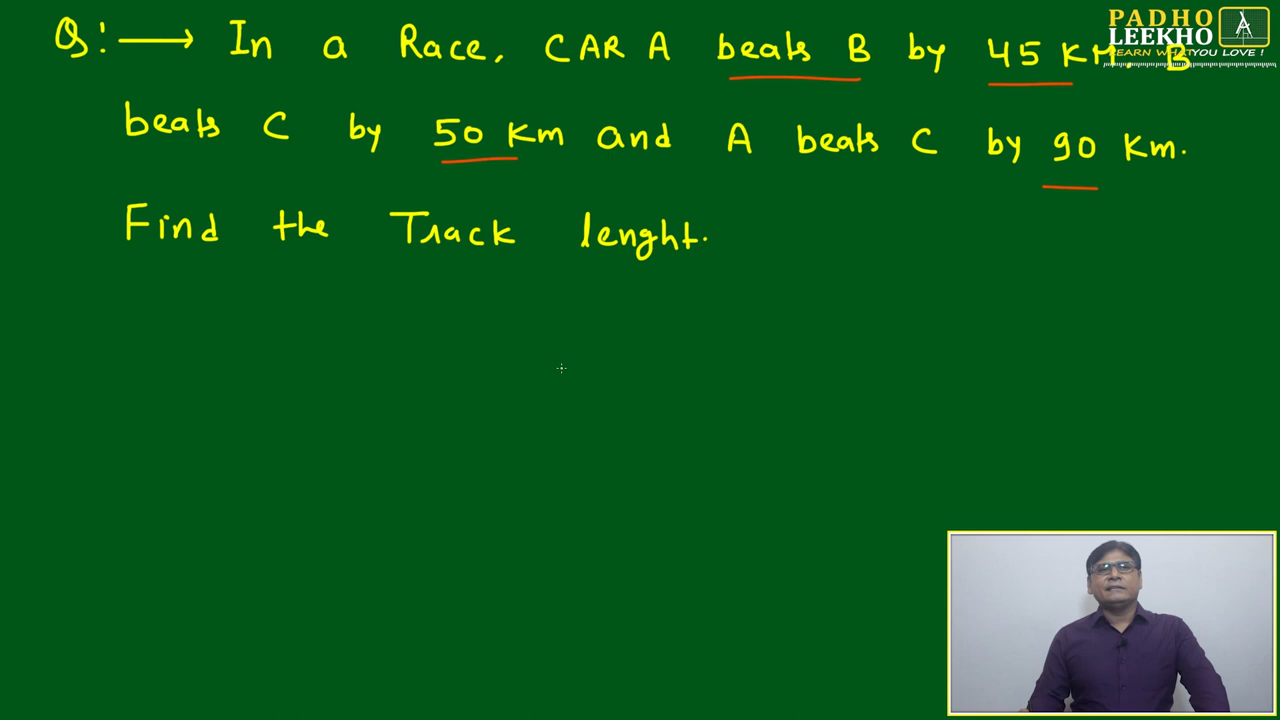 Q:→ In a Race, CAR A beats B by 45 KM. B
beats C by 50 Km and A beats C by 90 Km.
Find the Track lenght.
PADHO
LEEKHO
LEARN WHAT YOU LOVE !